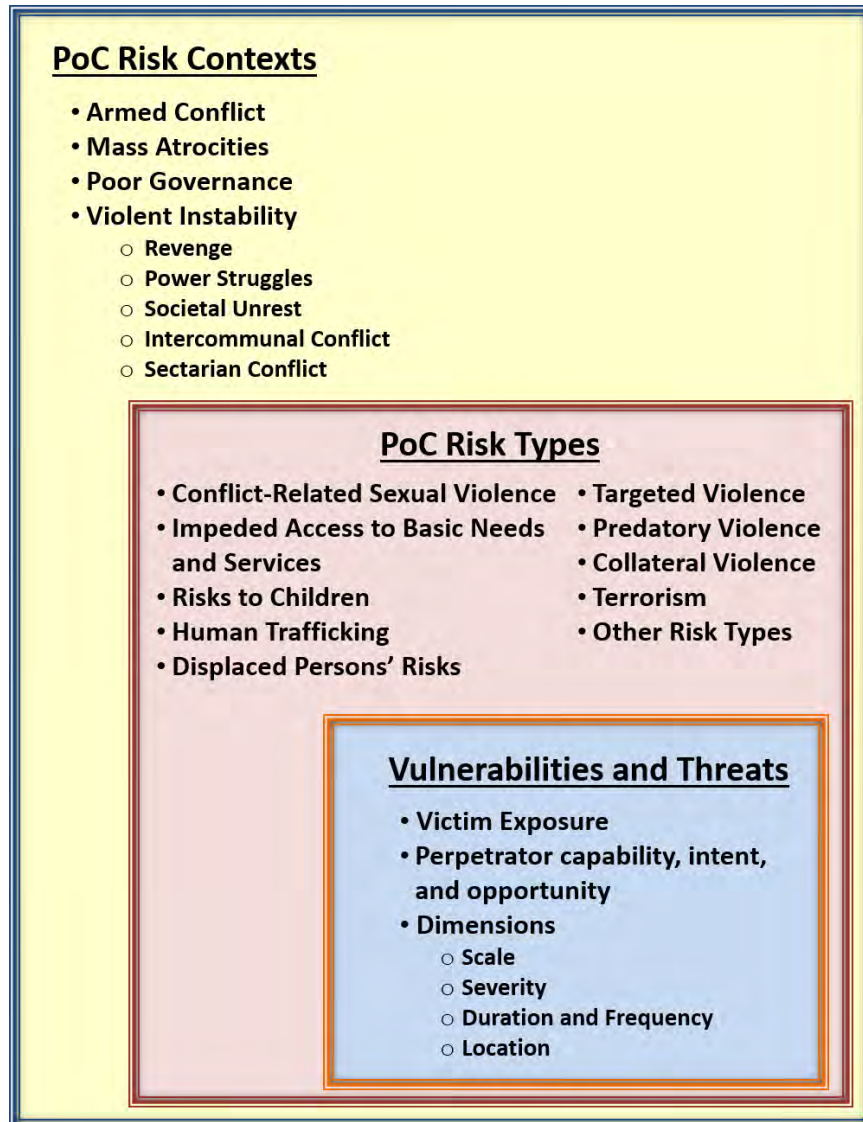 PoC Risk Contexts
• Armed Conflict
• Mass Atrocities
• Poor Governance
• Violent Instability
○ Revenge
○ Power Struggles
○ Societal Unrest
○ Intercommunal Conflict
○ Sectarian Conflict
PoC Risk Types
• Conflict-Related Sexual Violence
• Impeded Access to Basic Needs
and Services
• Risks to Children
• Human Trafficking
• Displaced Persons’ Risks
• Targeted Violence
• Predatory Violence
• Collateral Violence
• Terrorism
• Other Risk Types
Vulnerabilities and Threats
• Victim Exposure
• Perpetrator capability, intent,
and opportunity
• Dimensions
○ Scale
○ Severity
○ Duration and Frequency
○ Location